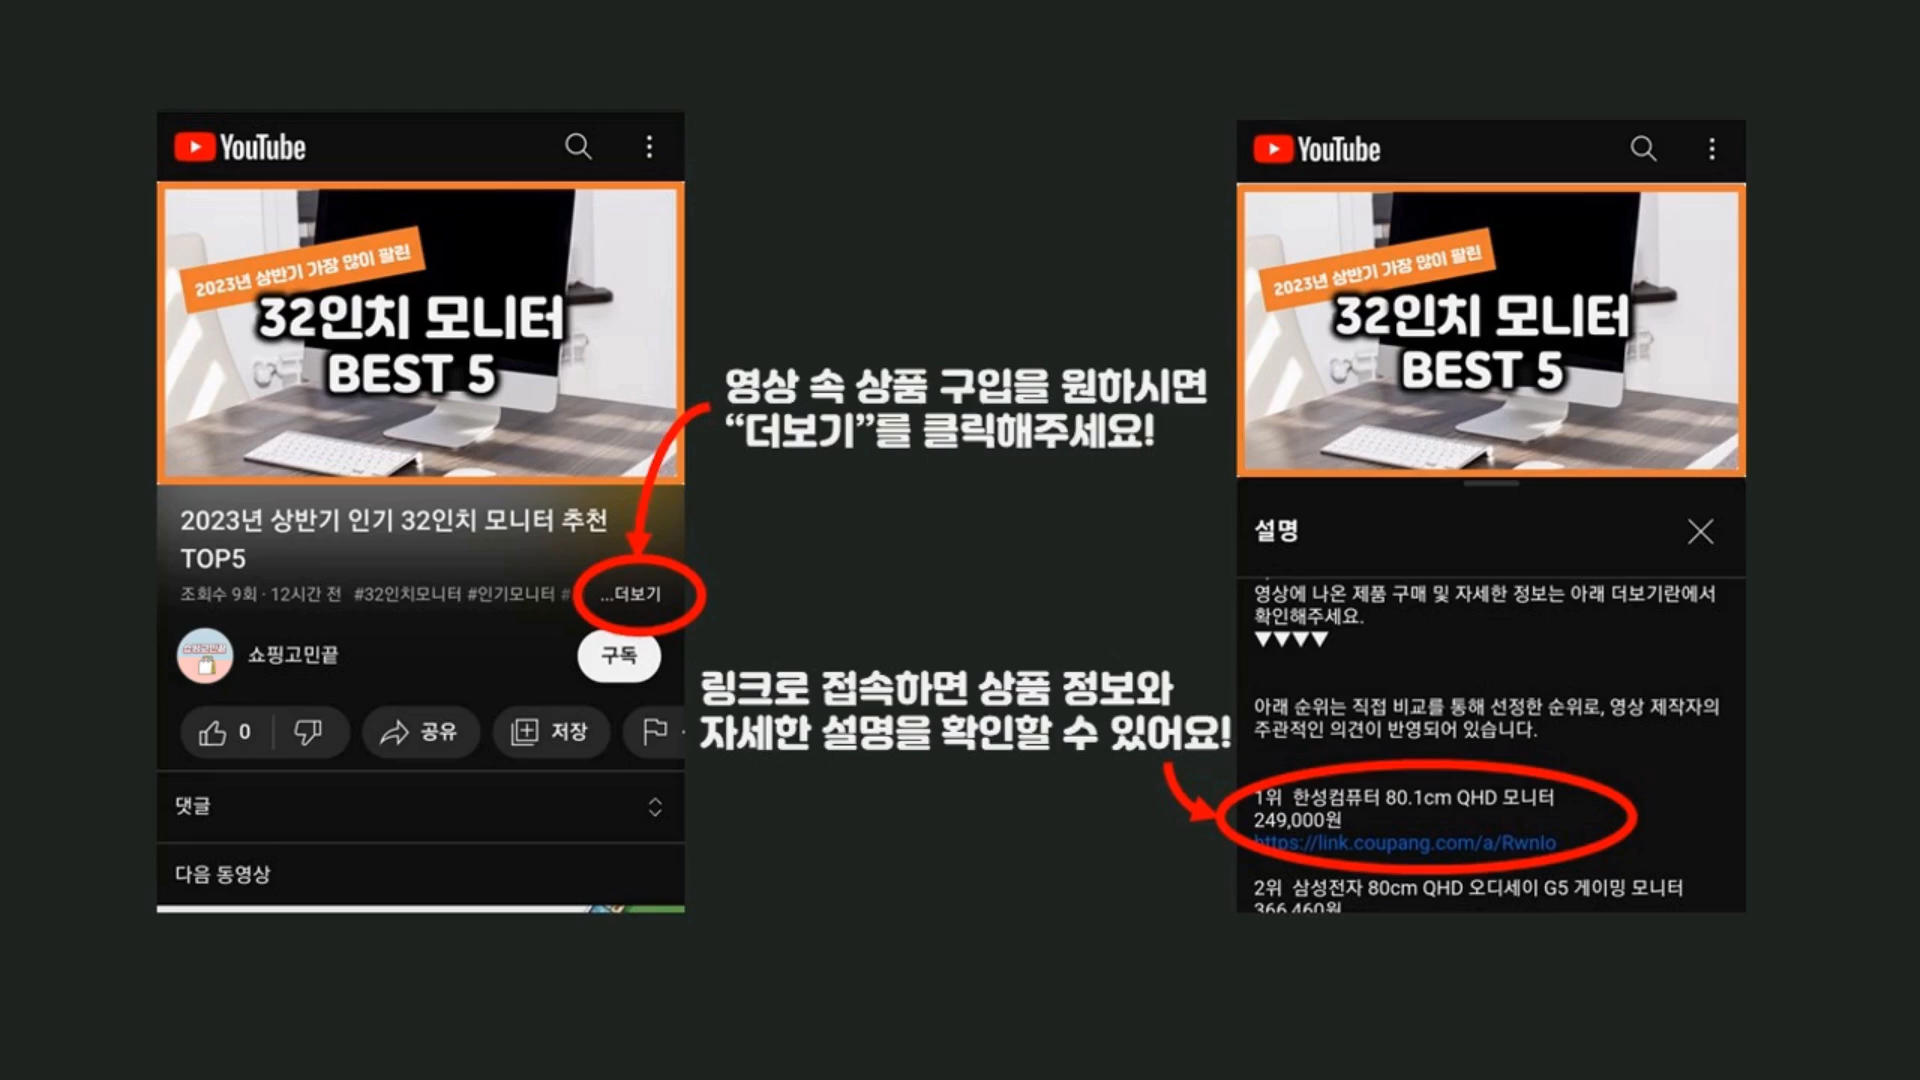 YouTube
2023년 상반기 가장 많이 팔린
32인치 모니터
BEST 5
2023년 상반기 인기 32인치 모니터 추천
TOP5
조회수 9회 · 12시간 전 #32인치모니터 #인기모니터 # ...더보기
쇼핑고민끝
쇼핑고민끝
구독
0
공유
저장
댓글
다음 동영상
영상 속 상품 구입을 원하시면
“더보기”를 클릭해주세요!
링크로 접속하면 상품 정보와
자세한 설명을 확인할 수 있어요!
YouTube
2023년 상반기 가장 많이 팔린
32인치 모니터
BEST 5
설명
영상에 나온 제품 구매 및 자세한 정보는 아래 더보기란에서
확인해주세요.
▼▼▼▼
아래 순위는 직접 비교를 통해 선정한 순위로, 영상 제작자의
주관적인 의견이 반영되어 있습니다.
1위 한성컴퓨터 80.1cm QHD 모니터
249,000원
https://link.coupang.com/a/Rwnlo
2위 삼성전자 80cm QHD 오디세이 G5 게이밍 모니터
366,460원